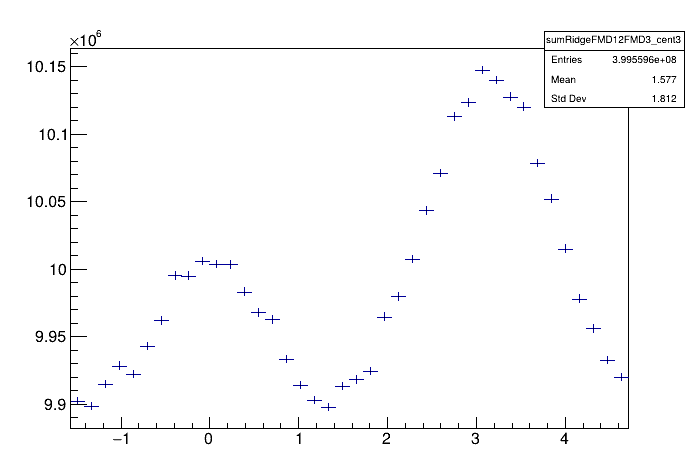 ×10⁶
sumRidgeFMD12FMD3_cent3
Entries 3.995596e+08
Mean 1.577
Std Dev 1.812
10.15
10.1
10.05
10
9.95
9.9
−1 0 1 2 3 4